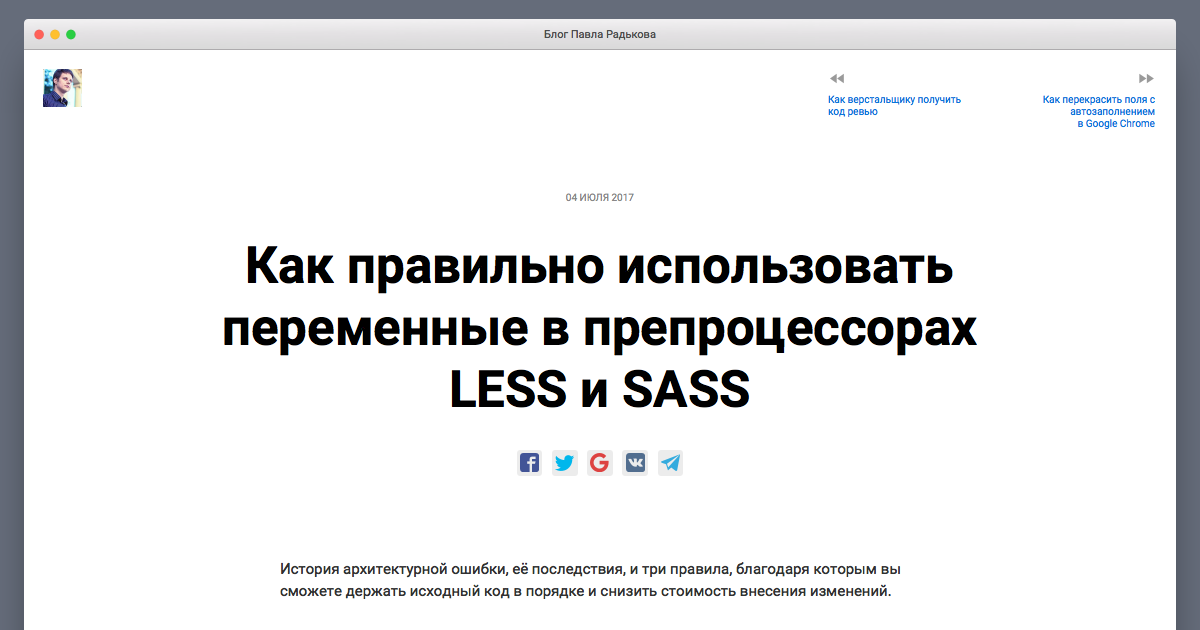 Блог Павла Радькова
Как верстальщику получить
код ревью
Как перекрасить поля с
автозаполнением
в Google Chrome
04 ИЮЛЯ 2017
Как правильно использовать
переменные в препроцессорах
LESS и SASS
История архитектурной ошибки, её последствия, и три правила, благодаря которым вы
сможете держать исходный код в порядке и снизить стоимость внесения изменений.